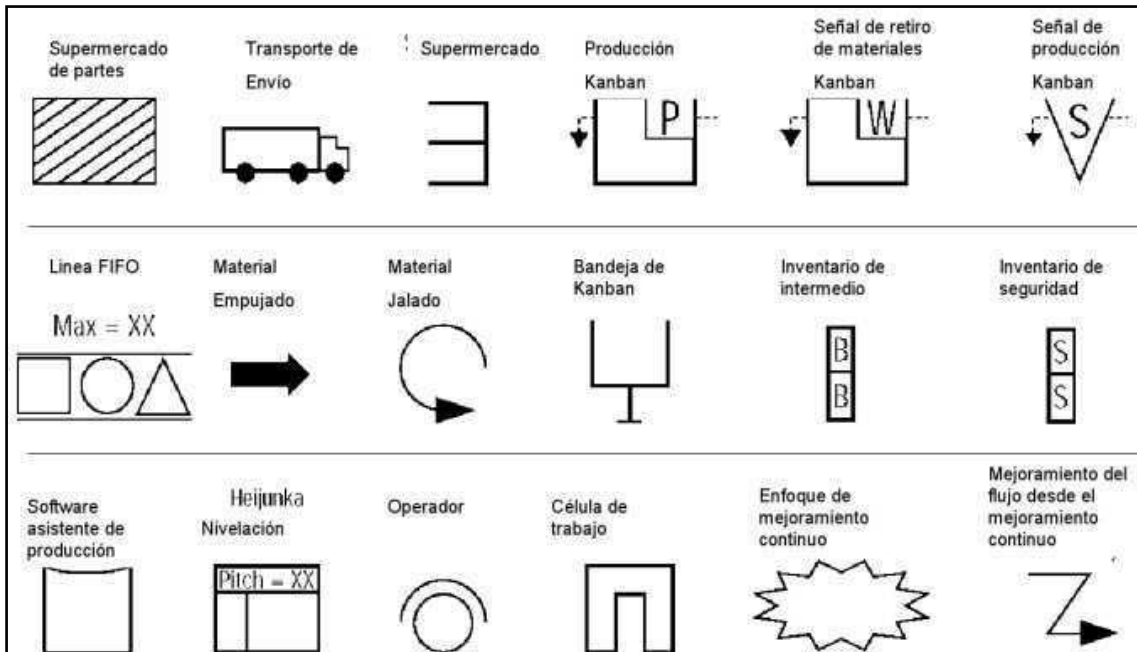 Supermercado
de partes
Transporte de
Envío
Supermercado
Producción
Kanban
P
Señal de retiro
de materiales
Kanban
W
Señal de
producción
Kanban
S
Linea FIFO
Max = XX
Material
Empujado
Material
Jalado
Bandeja de
Kanban
Inventario de
intermedio
B
B
Inventario de
seguridad
S
S
Software
asistente de
producción
Heijunka
Nivelación
Pitch = XX
Operador
Célula de
trabajo
Enfoque de
mejoramiento
continuo
Mejoramiento del
flujo desde el
mejoramiento
continuo